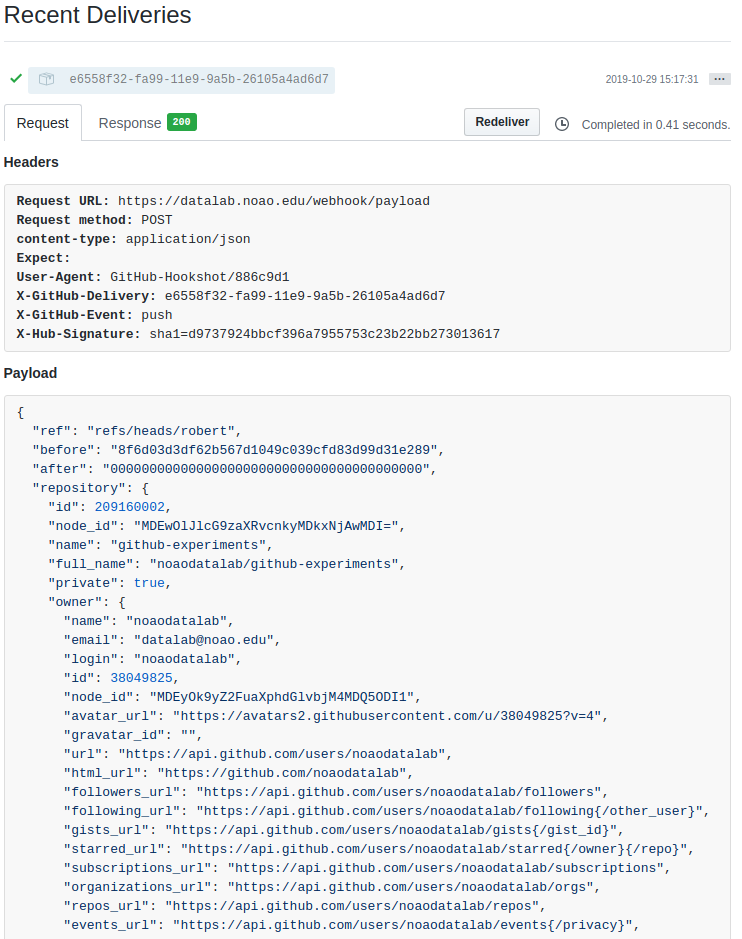 Recent Deliveries
e6558f32-fa99-11e9-9a5b-26105a4ad6d7 2019-10-29 15:17:31 ...
Request Response 200 Redeliver Completed in 0.41 seconds.
Headers
Request URL: https://datalab.noao.edu/webhook/payload
Request method: POST
content-type: application/json
Expect:
User-Agent: GitHub-Hookshot/886c9d1
X-GitHub-Delivery: e6558f32-fa99-11e9-9a5b-26105a4ad6d7
X-GitHub-Event: push
X-Hub-Signature: sha1=d9737924bbcf396a7955753c23b22bb273013617
Payload
{
  "ref": "refs/heads/robert",
  "before": "8f6d03d3df62b567d1049c039cfd83d99d31e289",
  "after": "0000000000000000000000000000000000000000",
  "repository": {
    "id": 209160002,
    "node_id": "MDEwOlJlcG9zaXRvcnkyMDkxNjAwMDI=",
    "name": "github-experiments",
    "full_name": "noaodatalab/github-experiments",
    "private": true,
    "owner": {
      "name": "noaodatalab",
      "email": "datalab@noao.edu",
      "login": "noaodatalab",
      "id": 38049825,
      "node_id": "MDEyOk9yZ2FuaXphdGlvbjM4MDQ5ODI1",
      "avatar_url": "https://avatars2.githubusercontent.com/u/38049825?v=4",
      "gravatar_id": "",
      "url": "https://api.github.com/users/noaodatalab",
      "html_url": "https://github.com/noaodatalab",
      "followers_url": "https://api.github.com/users/noaodatalab/followers",
      "following_url": "https://api.github.com/users/noaodatalab/following{/other_user}",
      "gists_url": "https://api.github.com/users/noaodatalab/gists{/gist_id}",
      "starred_url": "https://api.github.com/users/noaodatalab/starred{/owner}{/repo}",
      "subscriptions_url": "https://api.github.com/users/noaodatalab/subscriptions",
      "organizations_url": "https://api.github.com/users/noaodatalab/orgs",
      "repos_url": "https://api.github.com/users/noaodatalab/repos",
      "events_url": "https://api.github.com/users/noaodatalab/events{/privacy}",